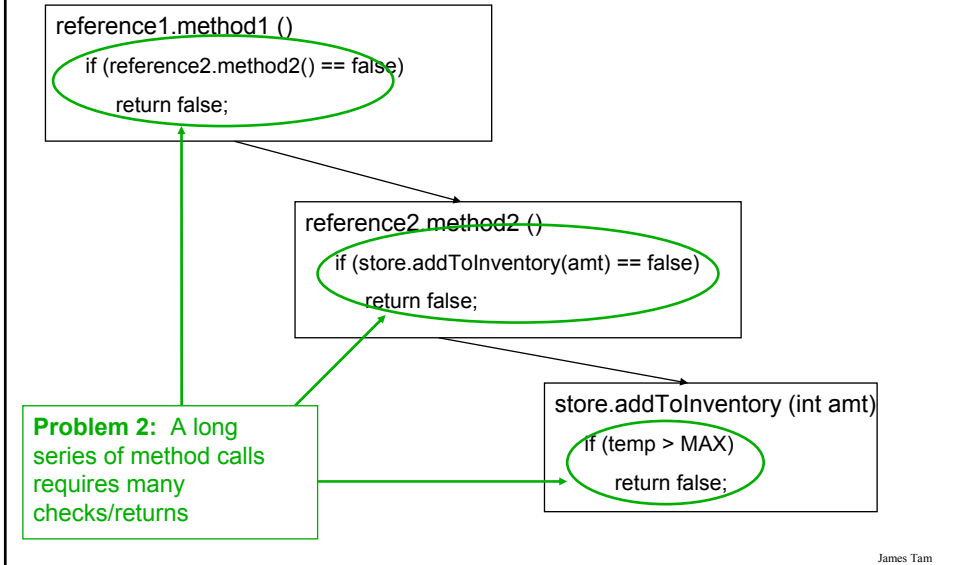 reference1.method1 ()
if (reference2.method2() == false)
return false;
reference2.method2 ()
if (store.addToInventory(amt) == false)
return false;
store.addToInventory (int amt)
if (temp > MAX)
return false;
Problem 2: A long
series of method calls
requires many
checks/returns
James Tam